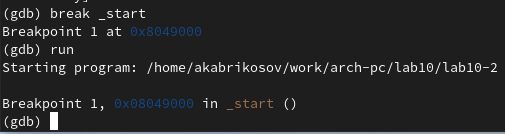 (gdb) break _start
Breakpoint 1 at 0x8049000
(gdb) run
Starting program: /home/akabrikosov/work/arch-pc/lab10/lab10-2
Breakpoint 1, 0x08049000 in _start ()
(gdb)